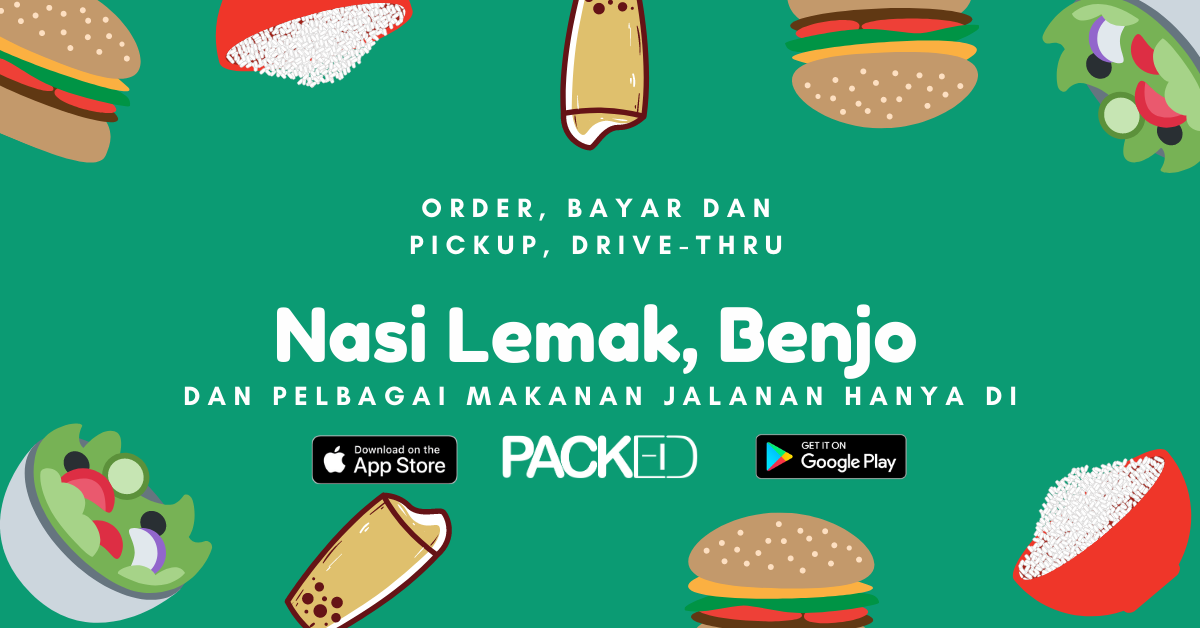 ORDER, BAYAR DAN
PICKUP, DRIVE-THRU
Nasi Lemak, Benjo
DAN PELBAGAI MAKANAN JALANAN HANYA DI
Download on the
App Store
PACKED
GET IT ON
Google Play